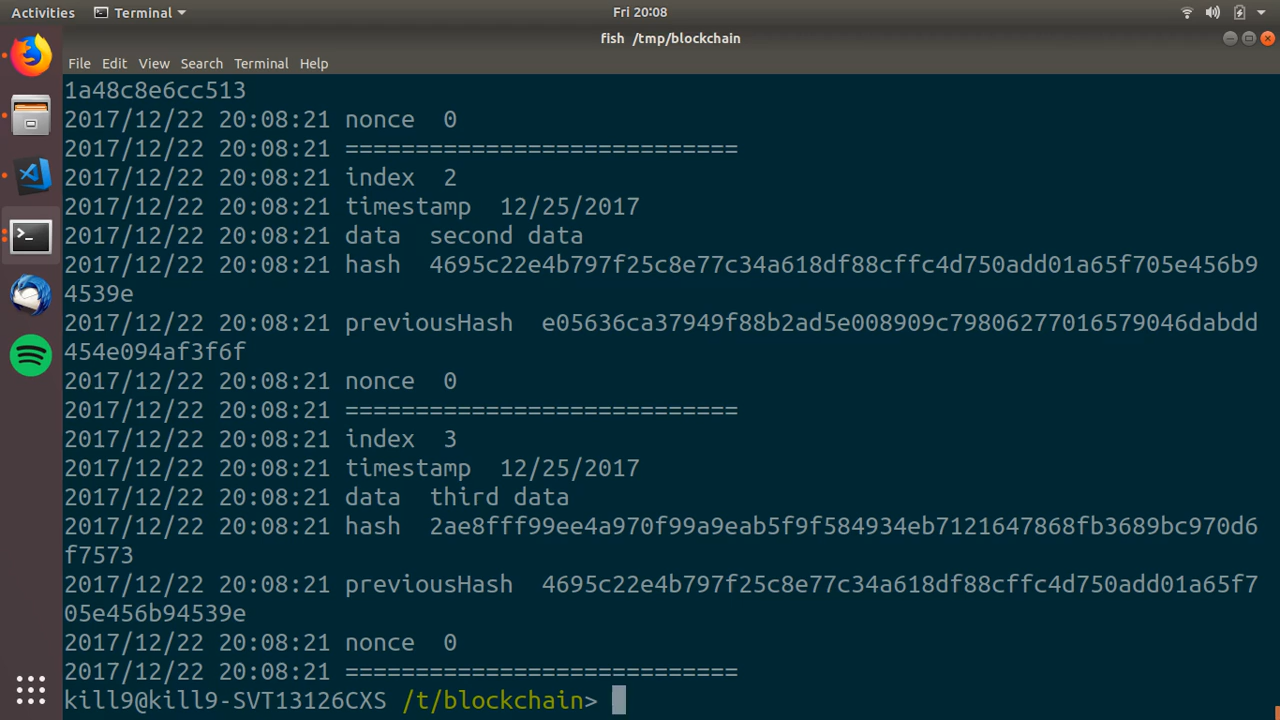 Activities Terminal Fri 20:08
fish /tmp/blockchain
File Edit View Search Terminal Help
1a48c8e6cc513
2017/12/22 20:08:21 nonce  0
2017/12/22 20:08:21 ============================
2017/12/22 20:08:21 index  2
2017/12/22 20:08:21 timestamp  12/25/2017
2017/12/22 20:08:21 data  second data
2017/12/22 20:08:21 hash  4695c22e4b797f25c8e77c34a618df88cffc4d750add01a65f705e456b9
4539e
2017/12/22 20:08:21 previousHash  e05636ca37949f88b2ad5e008909c79806277016579046dabdd
454e094af3f6f
2017/12/22 20:08:21 nonce  0
2017/12/22 20:08:21 ============================
2017/12/22 20:08:21 index  3
2017/12/22 20:08:21 timestamp  12/25/2017
2017/12/22 20:08:21 data  third data
2017/12/22 20:08:21 hash  2ae8fff99ee4a970f99a9eab5f9f584934eb7121647868fb3689bc970d6
f7573
2017/12/22 20:08:21 previousHash  4695c22e4b797f25c8e77c34a618df88cffc4d750add01a65f7
05e456b94539e
2017/12/22 20:08:21 nonce  0
2017/12/22 20:08:21 ============================
kill9@kill9-SVT13126CXS /t/blockchain>